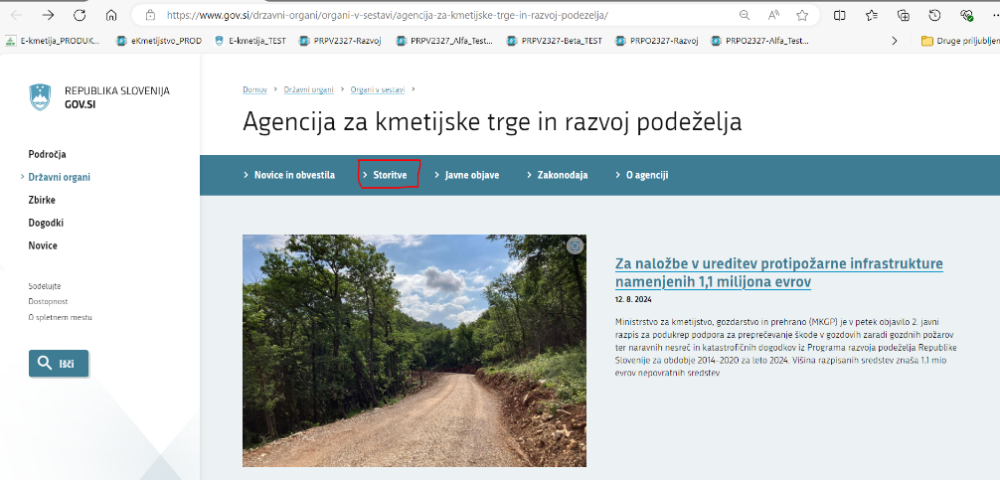 https://www.gov.si/drzavni-organi/organi-v-sestavi/agencija-za-kmetijske-trge-in-razvoj-podezelja/
E-kmetija_PRODUK...
eKmetijstvo_PROD
E-kmetija_TEST
PRPV2327-Razvoj
PRPV2327_Alfa_Test...
PRPV2327-Beta_TEST
PRPO2327-Razvoj
PRPO2327-Alfa_Test...
Druge priljubljen
REPUBLIKA SLOVENIJA
GOV.SI
Področja
Državni organi
Zbirke
Dogodki
Novice
Sodelujte
Dostopnost
O spletnem mestu
Išči
Domov > Državni organi > Organi v sestavi >
Agencija za kmetijske trge in razvoj podeželja
Novice in obvestila
Storitve
Javne objave
Zakonodaja
O agenciji
Za naložbe v ureditev protipožarne infrastrukture
namenjenih 1,1 milijona evrov
12. 8. 2024
Ministrstvo za kmetijstvo, gozdarstvo in prehrano (MKGP) je v petek objavilo 2. javni
razpis za podukrep podpora za preprečevanje škode v gozdovih zaradi gozdnih požarov
ter naravnih nesreč in katastrofičnih dogodkov iz Programa razvoja podeželja Republike
Slovenije za obdobje 2014–2020 za leto 2024. Višina razpisanih sredstev znaša 1,1 mio
evrov nepovratnih sredstev.